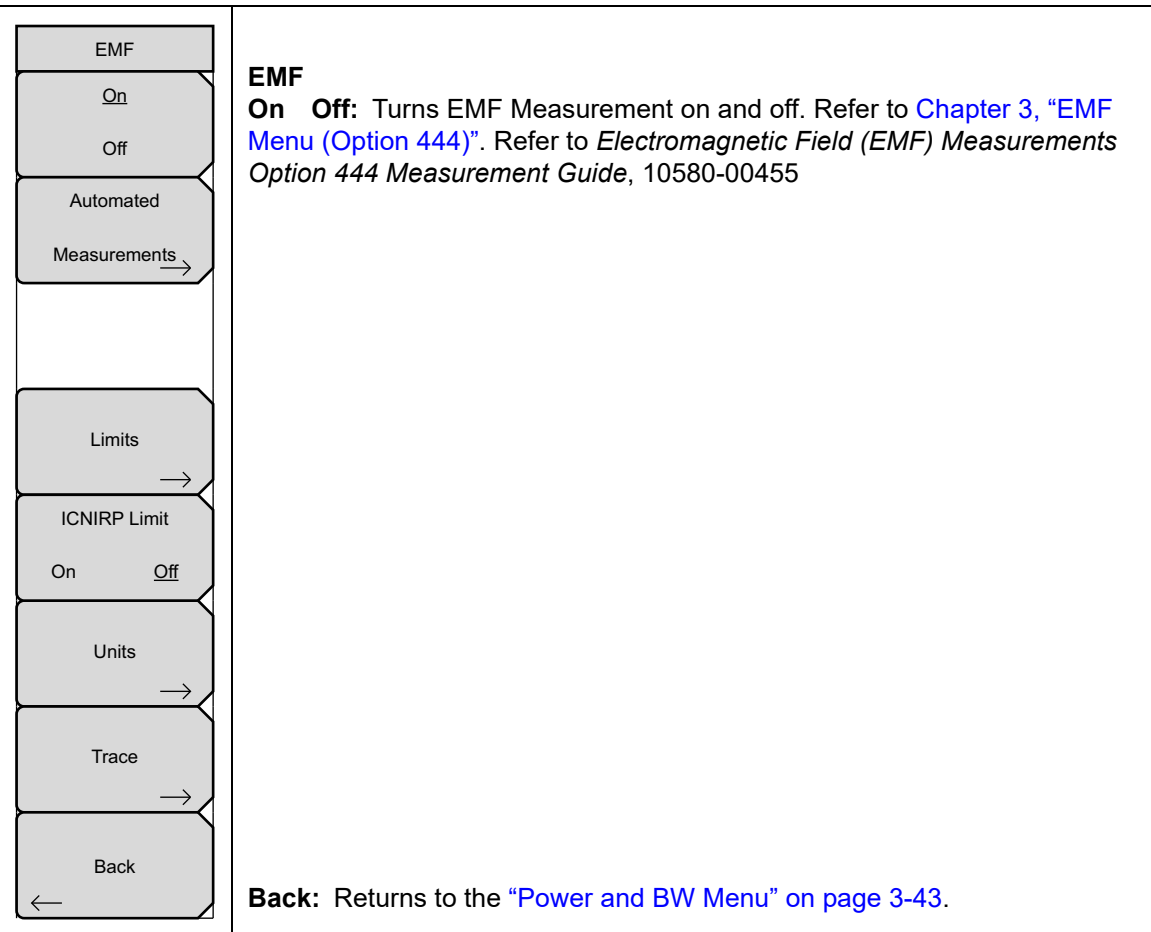 EMF
On
Off
Automated
Measurements
Limits
ICNIRP Limit
On Off
Units
Trace
Back
EMF
On Off: Turns EMF Measurement on and off. Refer to Chapter 3, “EMF
Menu (Option 444)”. Refer to Electromagnetic Field (EMF) Measurements
Option 444 Measurement Guide, 10580-00455
Back: Returns to the “Power and BW Menu” on page 3-43.